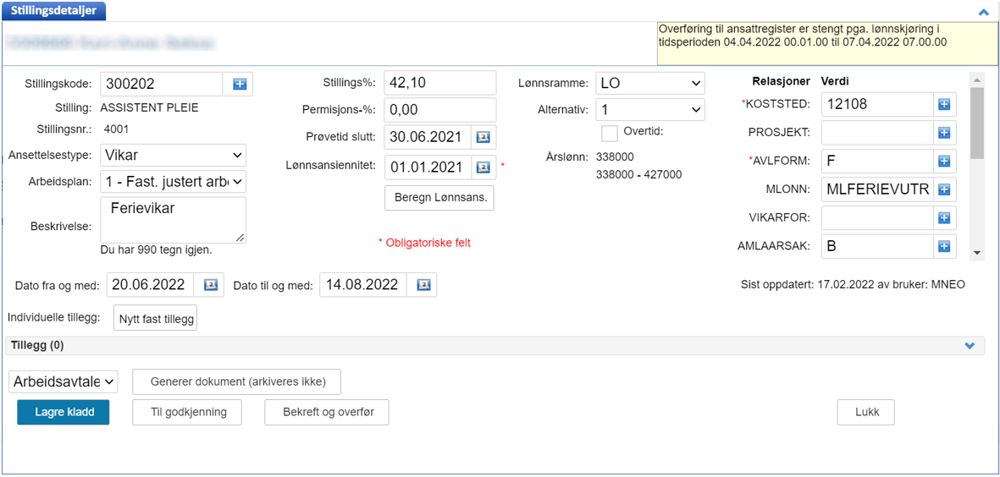 Stillingsdetaljer
Overføring til ansattregister er stengt pga. lønnskjøring i
tidsperioden 04.04.2022 00.01.00 til 07.04.2022 07.00.00
Stillingskode: 300202
Stilling: ASSISTENT PLEIE
Stillingsnr.: 4001
Ansettelsestype: Vikar
Arbeidsplan: 1 - Fast. justert arb
Beskrivelse: Ferievikar
Du har 990 tegn igjen.
Stillings%: 42,10
Permisjons-%: 0,00
Prøvetid slutt: 30.06.2021
Lønnsansiennitet: 01.01.2021 *
Beregn Lønnsans.
* Obligatoriske felt
Lønnsramme: LO
Alternativ: 1
Overtid:
Årslønn: 338000
338000 - 427000
Relasjoner Verdi
*KOSTSTED: 12108
PROSJEKT:
*AVLFORM: F
MLONN: MLFERIEVUTR
VIKARFOR:
AMLAARSAK: B
Dato fra og med: 20.06.2022 Dato til og med: 14.08.2022
Sist oppdatert: 17.02.2022 av bruker: MNEO
Individuelle tillegg: Nytt fast tillegg
Tillegg (0)
Arbeidsavtale Generer dokument (arkiveres ikke)
Lagre kladd Til godkjenning Bekreft og overfør Lukk